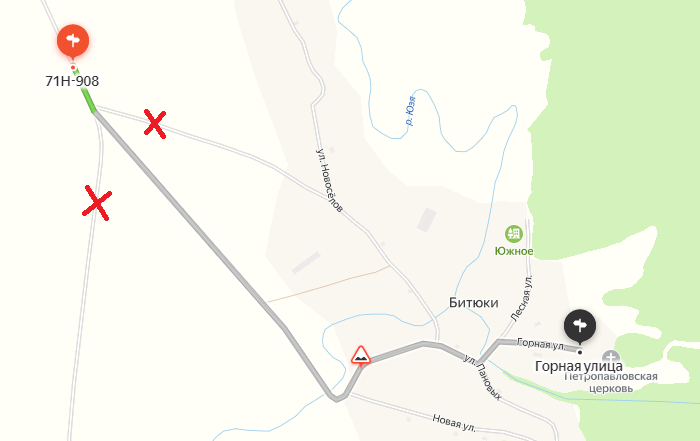 71Н-908
р. Юзя
ул. Новосёлов
Южное
Лесная ул.
Битюки
Горная ул.
Горная улица
Петропавловская
церковь
ул. Пановых
Новая ул.